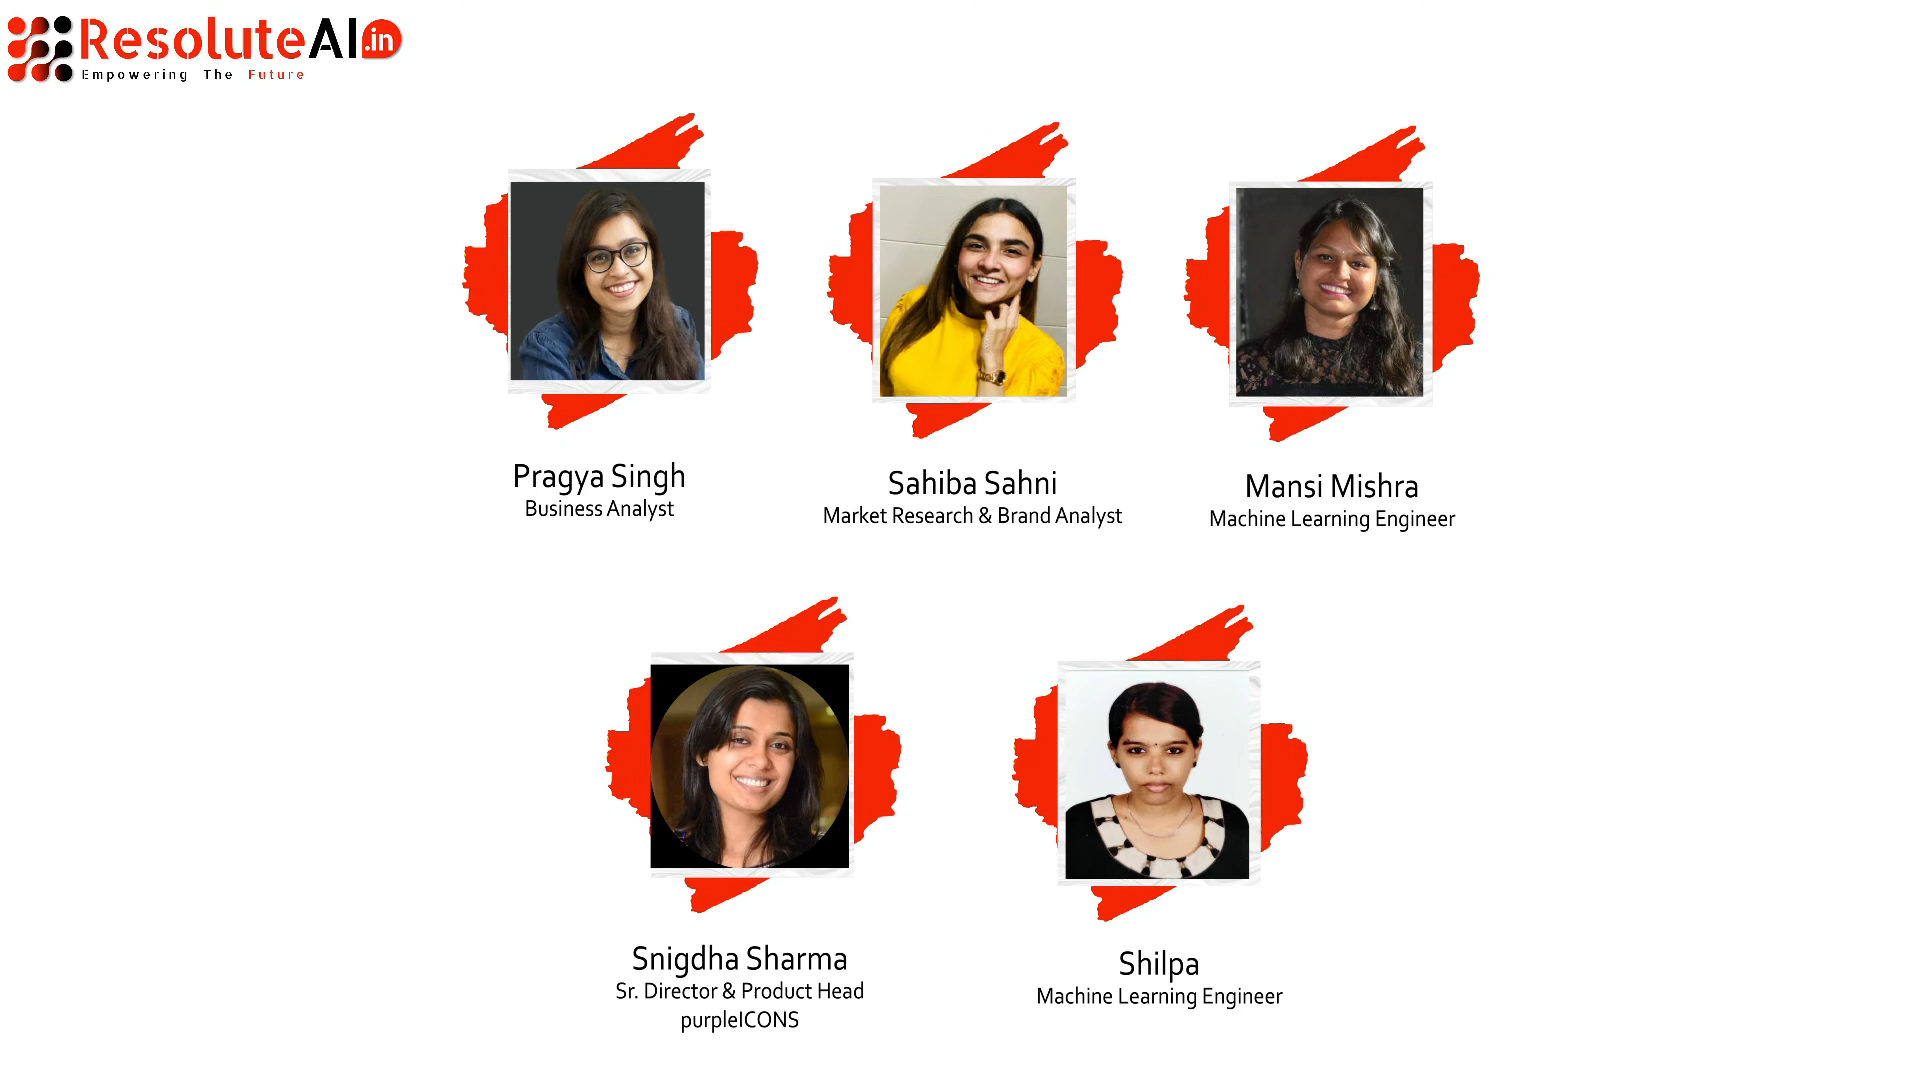 ResoluteAI.in
Empowering The Future
Pragya Singh
Business Analyst
Sahiba Sahni
Market Research & Brand Analyst
Mansi Mishra
Machine Learning Engineer
Snigdha Sharma
Sr. Director & Product Head
purpleICONS
Shilpa
Machine Learning Engineer